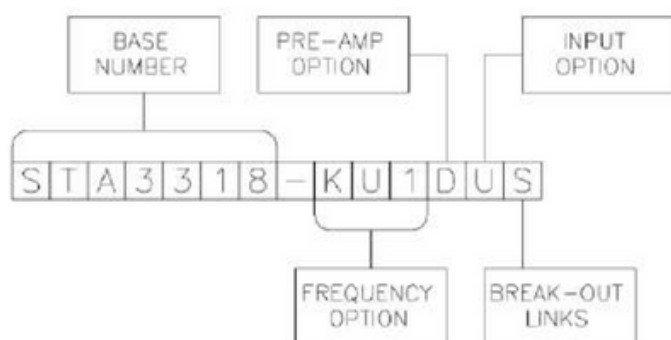 BASE
NUMBER
PRE-AMP
OPTION
INPUT
OPTION
STA3318-KU1DUS
FREQUENCY
OPTION
BREAK-OUT
LINKS